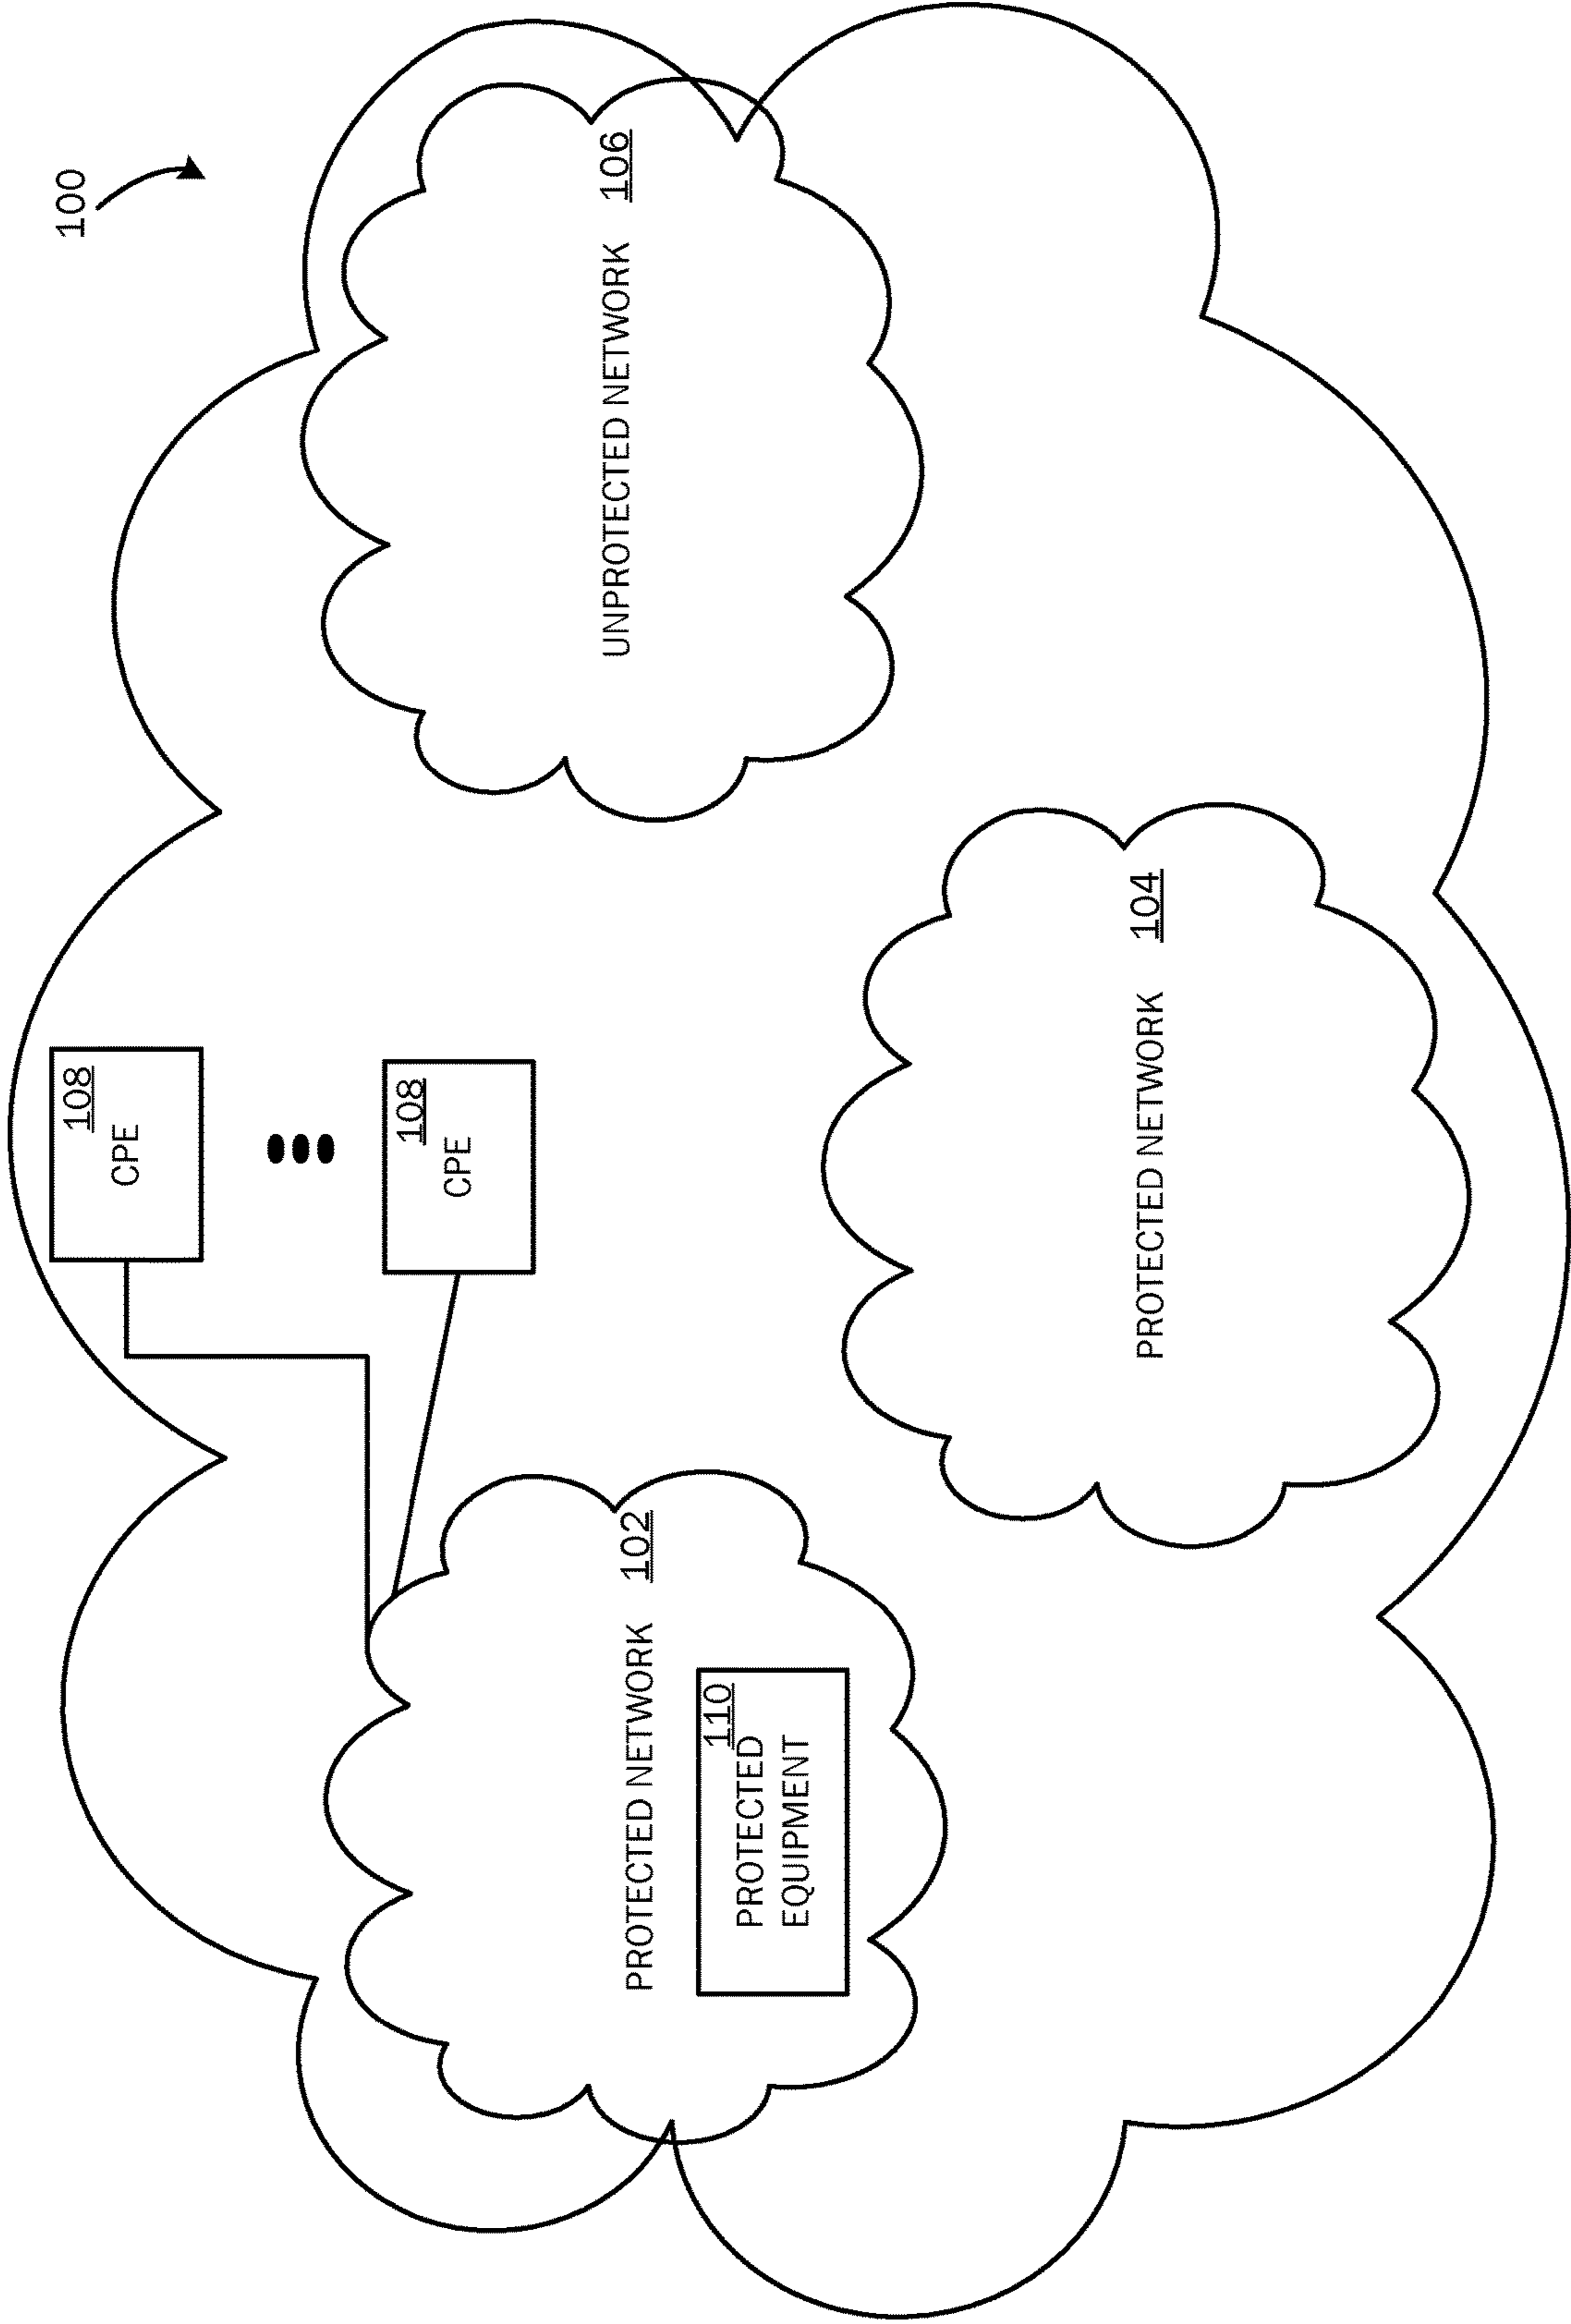 100
108
CPE
108
CPE
UNPROTECTED NETWORK 106
PROTECTED NETWORK 102
110
PROTECTED
EQUIPMENT
PROTECTED NETWORK 104